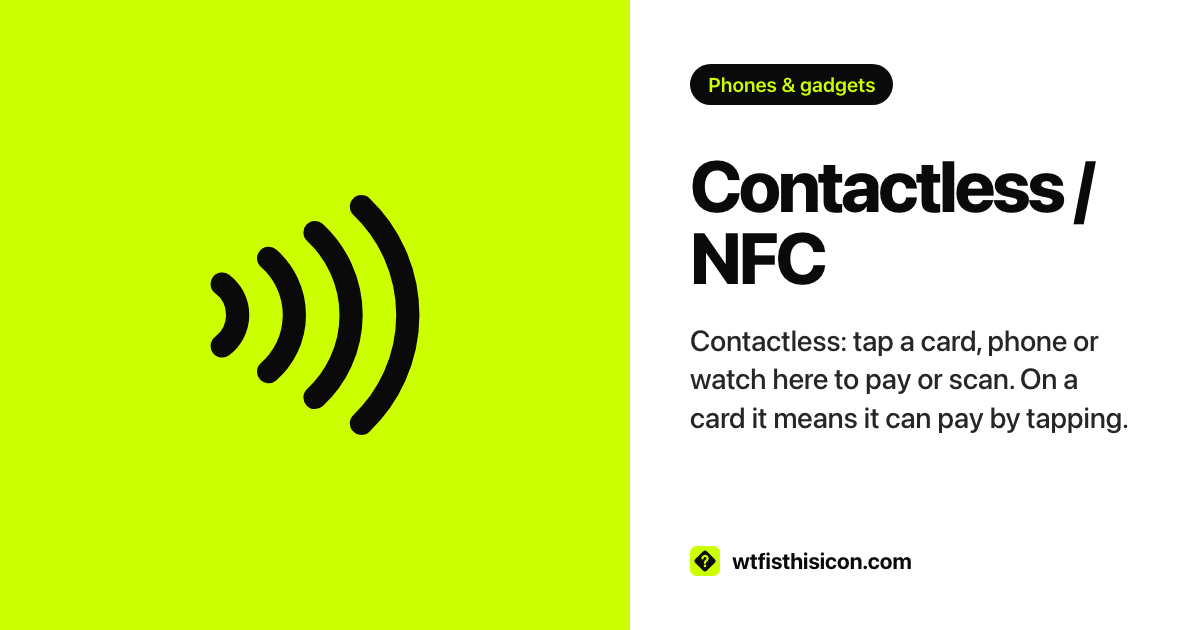 Phones & gadgets
Contactless /
NFC
Contactless: tap a card, phone or
watch here to pay or scan. On a
card it means it can pay by tapping.
wtfisthisicon.com